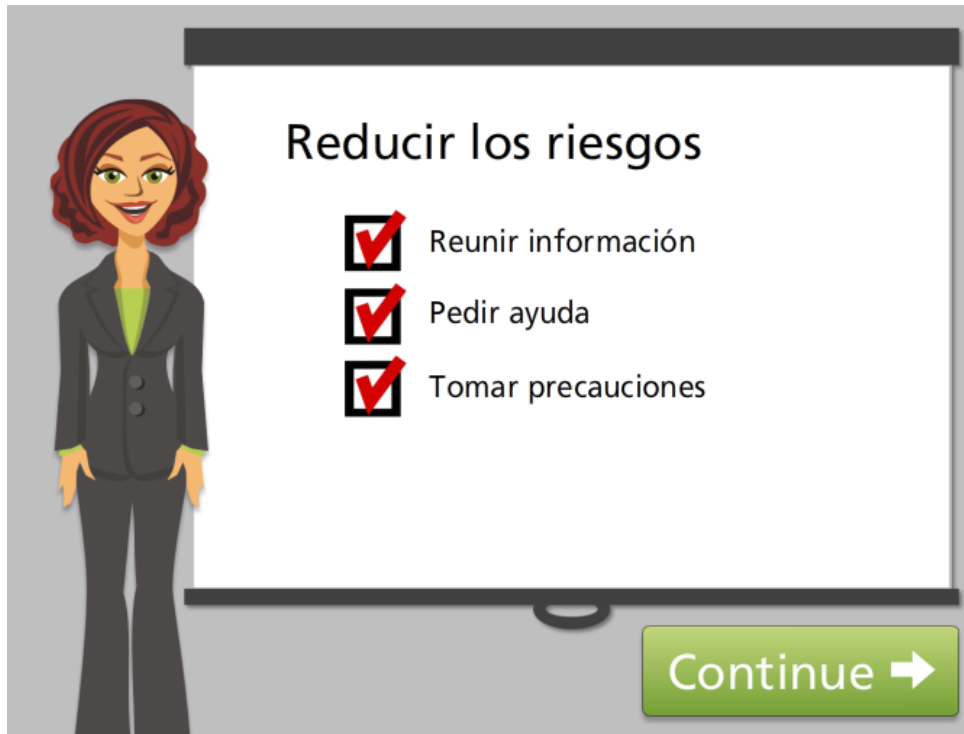 Reducir los riesgos
Reunir información
Pedir ayuda
Tomar precauciones
Continue